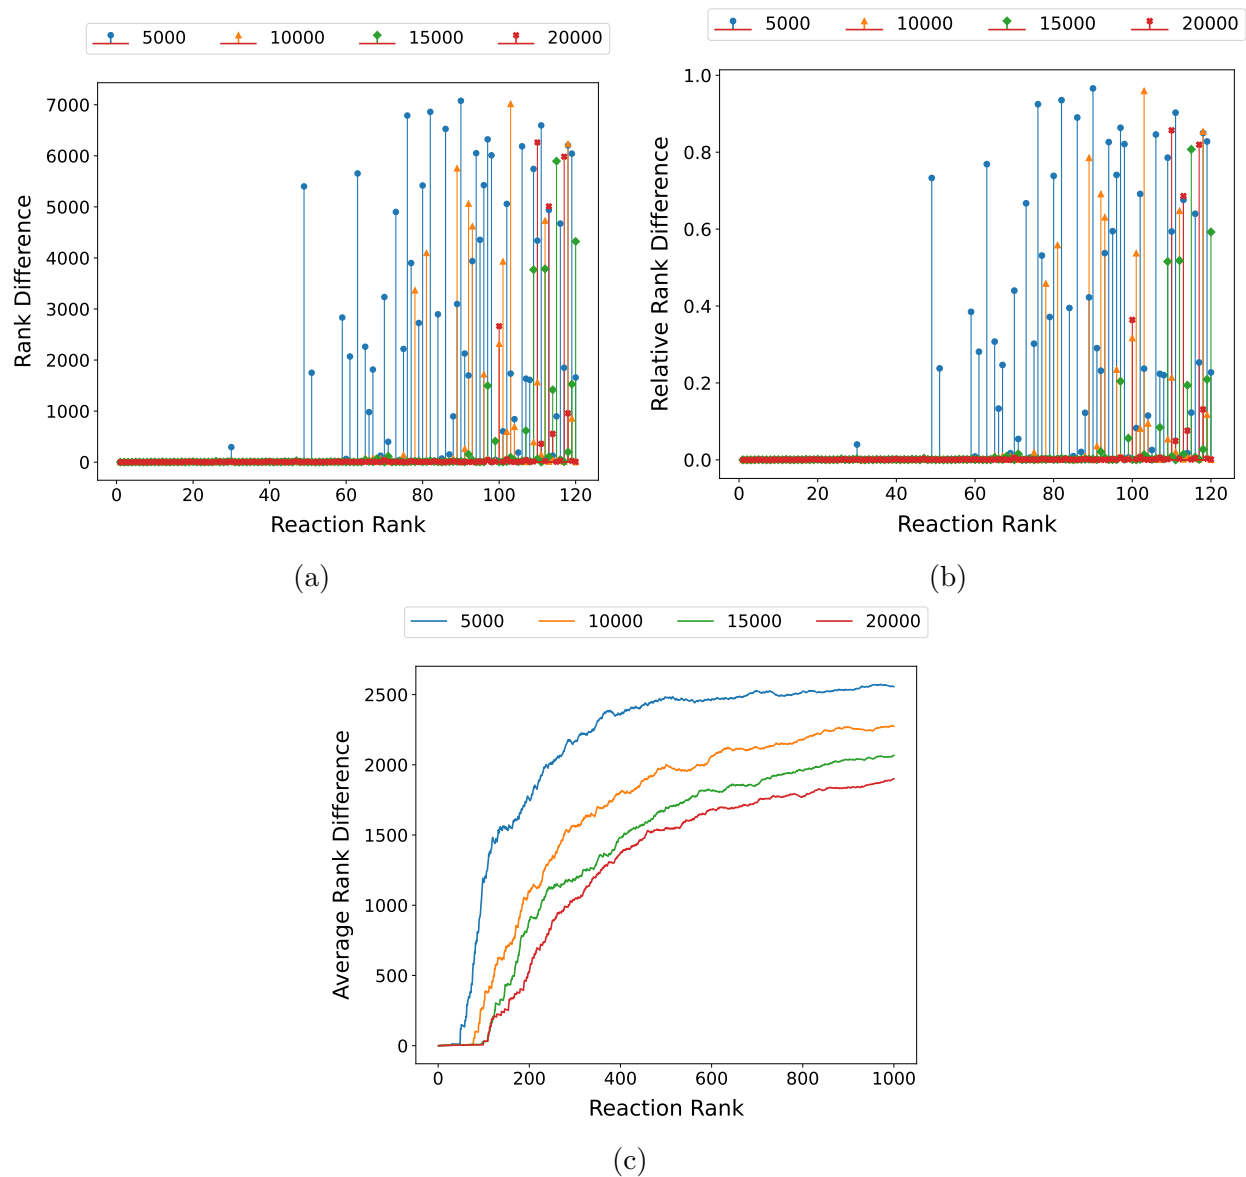 5000 10000 15000 20000
7000
6000
5000
4000
3000
2000
1000
0
Rank Difference
0 20 40 60 80 100 120
Reaction Rank
(a)
5000 10000 15000 20000
1.0
0.8
0.6
0.4
0.2
0.0
Relative Rank Difference
0 20 40 60 80 100 120
Reaction Rank
(b)
5000 10000 15000 20000
2500
2000
1500
1000
500
0
Average Rank Difference
0 200 400 600 800 1000
Reaction Rank
(c)